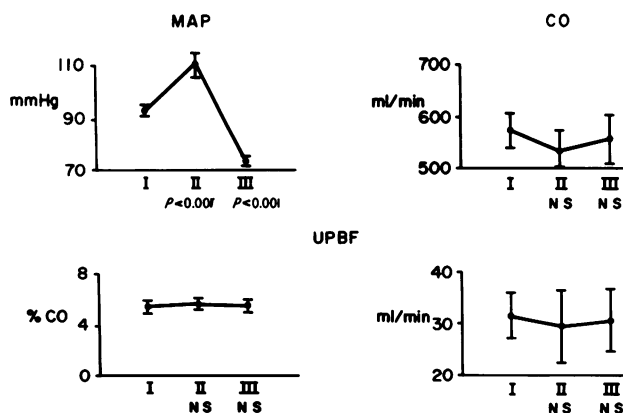 MAP
110
mmHg
90
70
I II III
P<0.001 P<0.001
CO
700
ml/min
600
500
I II III
NS NS
UPBF
8
% CO
4
0
I II III
NS NS
40
ml/min
30
20
I II III
NS NS